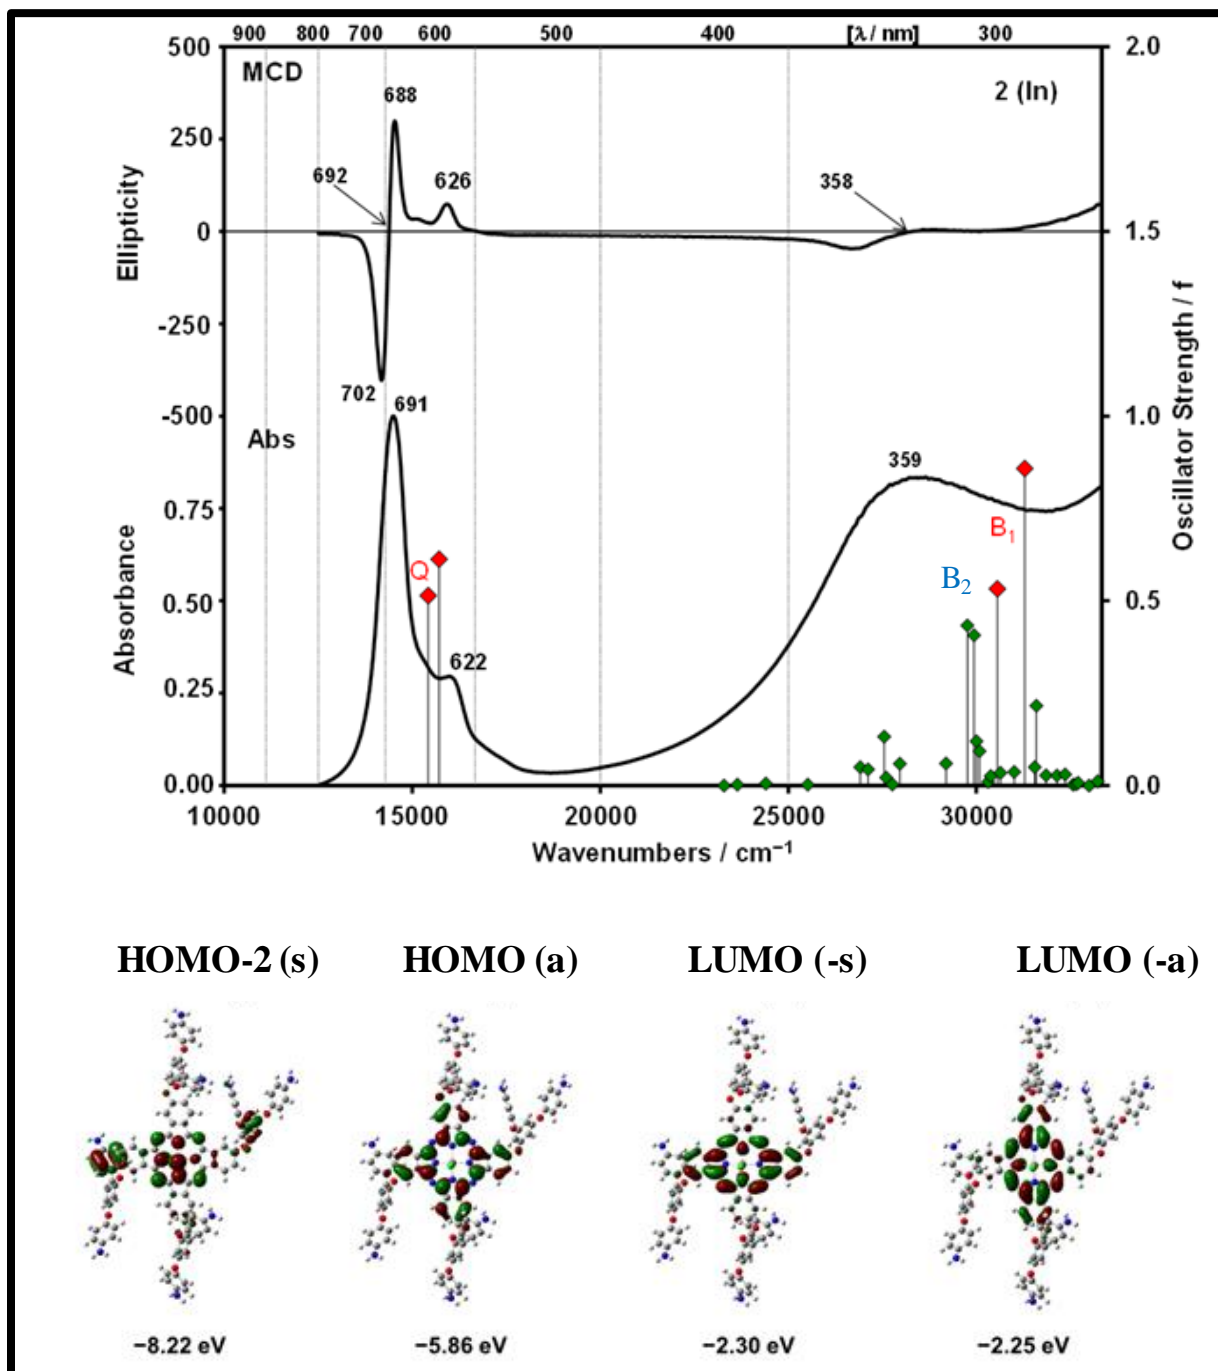 900 800 700 600 500 400 [λ / nm] 300
500 2.0
MCD
688
2 (In)
250
692
626
358
Ellipticity
0 1.5
-250
Oscillator Strength / f
702
691
-500 1.0
Abs
359
0.75
B₁
Absorbance
Q
B₂
0.50 0.5
622
0.25
0.00 0.0
10000 15000 20000 25000 30000
Wavenumbers / cm⁻¹
HOMO-2 (s) HOMO (a) LUMO (-s) LUMO (-a)
−8.22 eV −5.86 eV −2.30 eV −2.25 eV